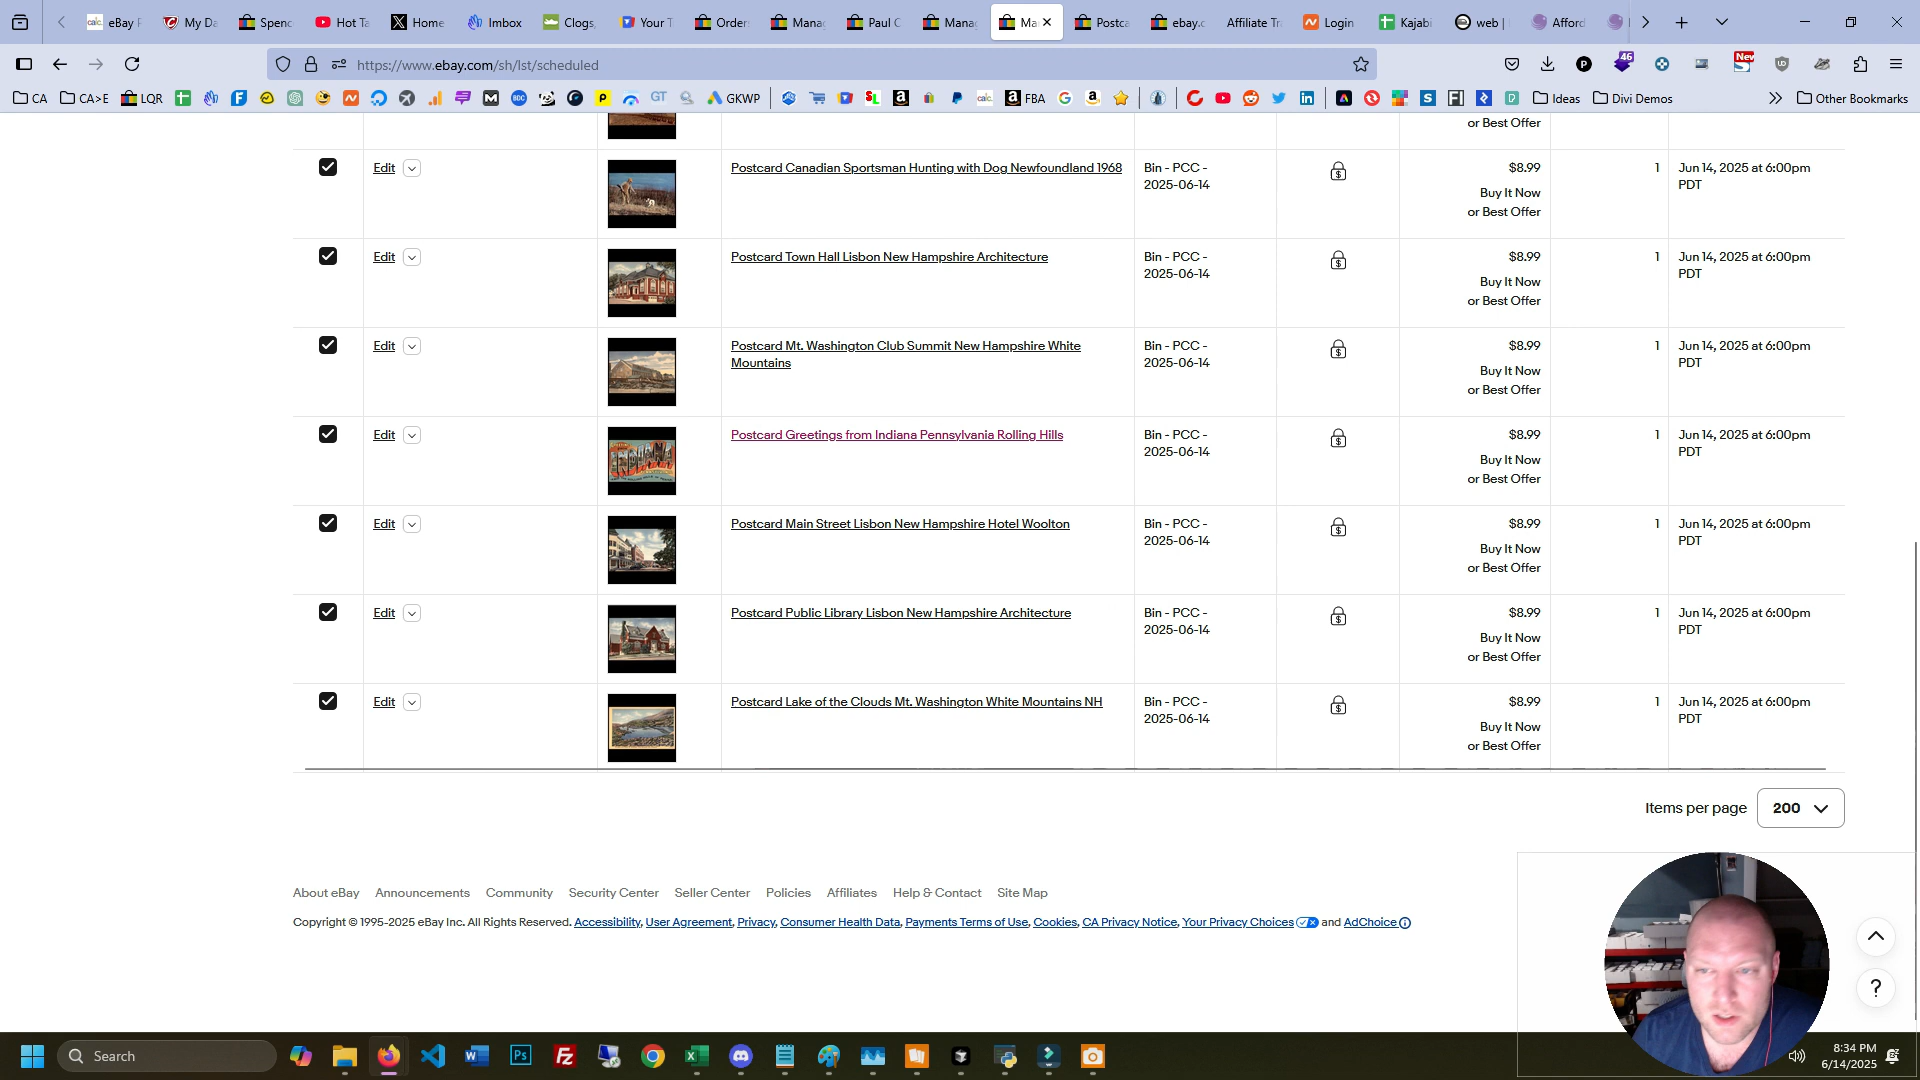 eBay F
My Da
Spenc
Hot Ta
Home
Imbox
Clogs,
Your T
Order
Manag
Paul C
Manag
Ma
Postca
ebay.c
Affiliate Tr
Login
Kajabi
web |
Afford
https://www.ebay.com/sh/lst/scheduled
46
New
CA
CA>E
LQR
GKWP
FBA
Ideas
Divi Demos
Other Bookmarks
or Best Offer
Edit
Postcard Canadian Sportsman Hunting with Dog Newfoundland 1968
Bin - PCC -
2025-06-14
$8.99
Buy It Now
or Best Offer
1
Jun 14, 2025 at 6:00pm
PDT
Edit
Postcard Town Hall Lisbon New Hampshire Architecture
Bin - PCC -
2025-06-14
$8.99
Buy It Now
or Best Offer
1
Jun 14, 2025 at 6:00pm
PDT
Edit
Postcard Mt. Washington Club Summit New Hampshire White
Mountains
Bin - PCC -
2025-06-14
$8.99
Buy It Now
or Best Offer
1
Jun 14, 2025 at 6:00pm
PDT
Edit
INDIANA
Postcard Greetings from Indiana Pennsylvania Rolling Hills
Bin - PCC -
2025-06-14
$8.99
Buy It Now
or Best Offer
1
Jun 14, 2025 at 6:00pm
PDT
Edit
Postcard Main Street Lisbon New Hampshire Hotel Woolton
Bin - PCC -
2025-06-14
$8.99
Buy It Now
or Best Offer
1
Jun 14, 2025 at 6:00pm
PDT
Edit
Postcard Public Library Lisbon New Hampshire Architecture
Bin - PCC -
2025-06-14
$8.99
Buy It Now
or Best Offer
1
Jun 14, 2025 at 6:00pm
PDT
Edit
Postcard Lake of the Clouds Mt. Washington White Mountains NH
Bin - PCC -
2025-06-14
$8.99
Buy It Now
or Best Offer
1
Jun 14, 2025 at 6:00pm
PDT
Items per page
200
About eBay Announcements Community Security Center Seller Center Policies Affiliates Help & Contact Site Map
Copyright © 1995-2025 eBay Inc. All Rights Reserved. Accessibility, User Agreement, Privacy, Consumer Health Data, Payments Terms of Use, Cookies, CA Privacy Notice, Your Privacy Choices and AdChoice
Search
8:34 PM
6/14/2025